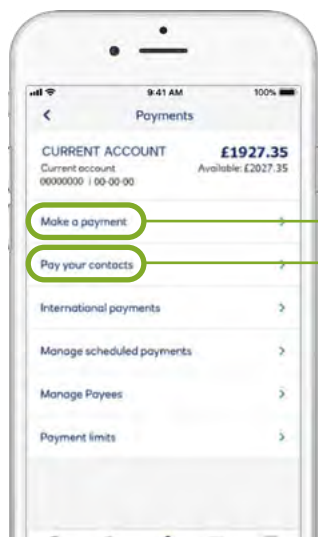 9:41 AM 100%
Payments
CURRENT ACCOUNT £1927.35
Current account Available: £2027.35
00000000 | 00-00-00
Make a payment
Pay your contacts
International payments
Manage scheduled payments
Manage Payees
Payment limits